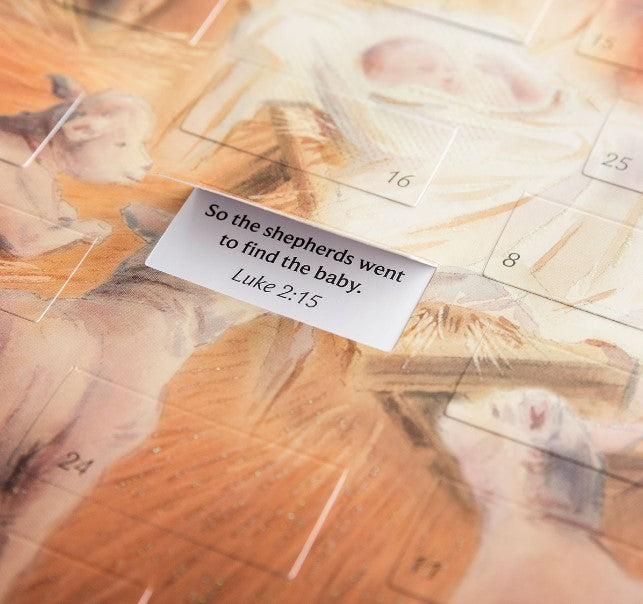 15
16
25
So the shepherds went
to find the baby.
Luke 2:15
8
24
11